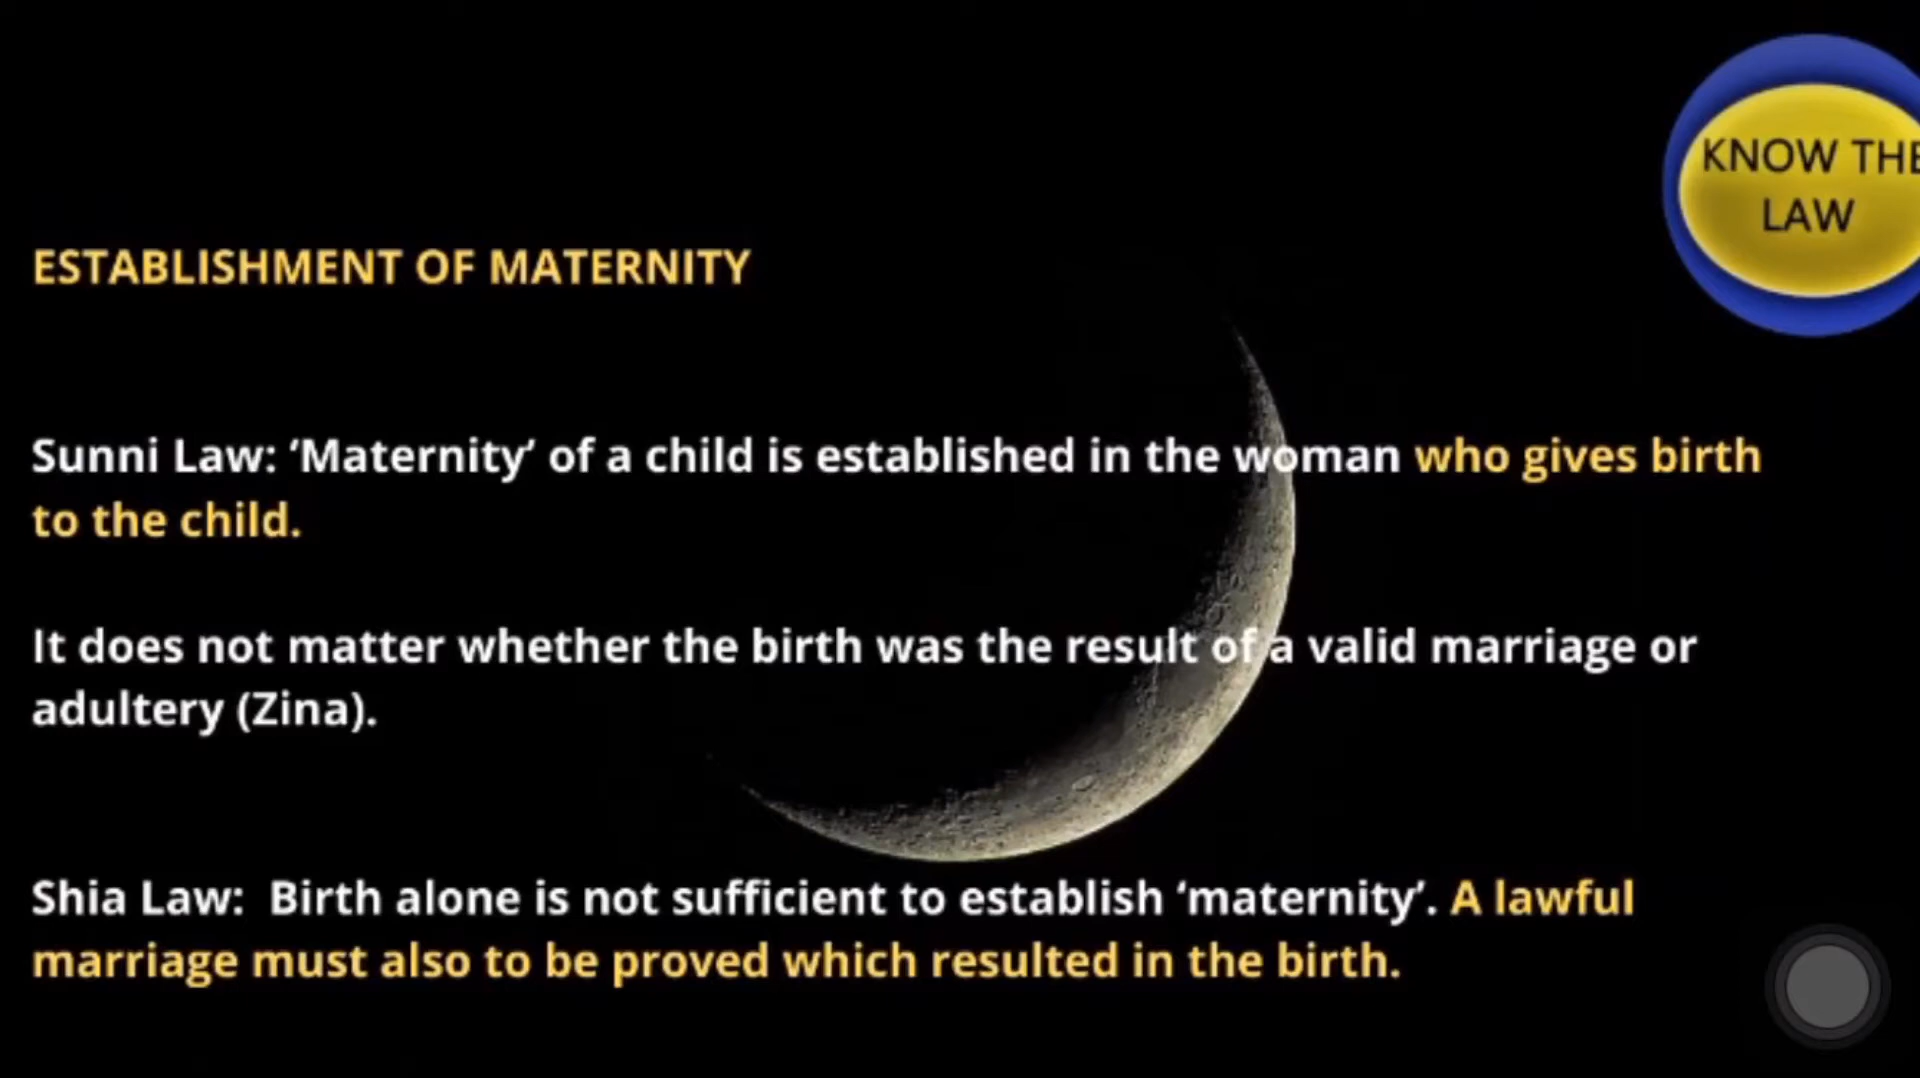 KNOW THE
LAW
ESTABLISHMENT OF MATERNITY
Sunni Law: ‘Maternity’ of a child is established in the woman who gives birth
to the child.
It does not matter whether the birth was the result of a valid marriage or
adultery (Zina).
Shia Law:  Birth alone is not sufficient to establish ‘maternity’. A lawful
marriage must also to be proved which resulted in the birth.